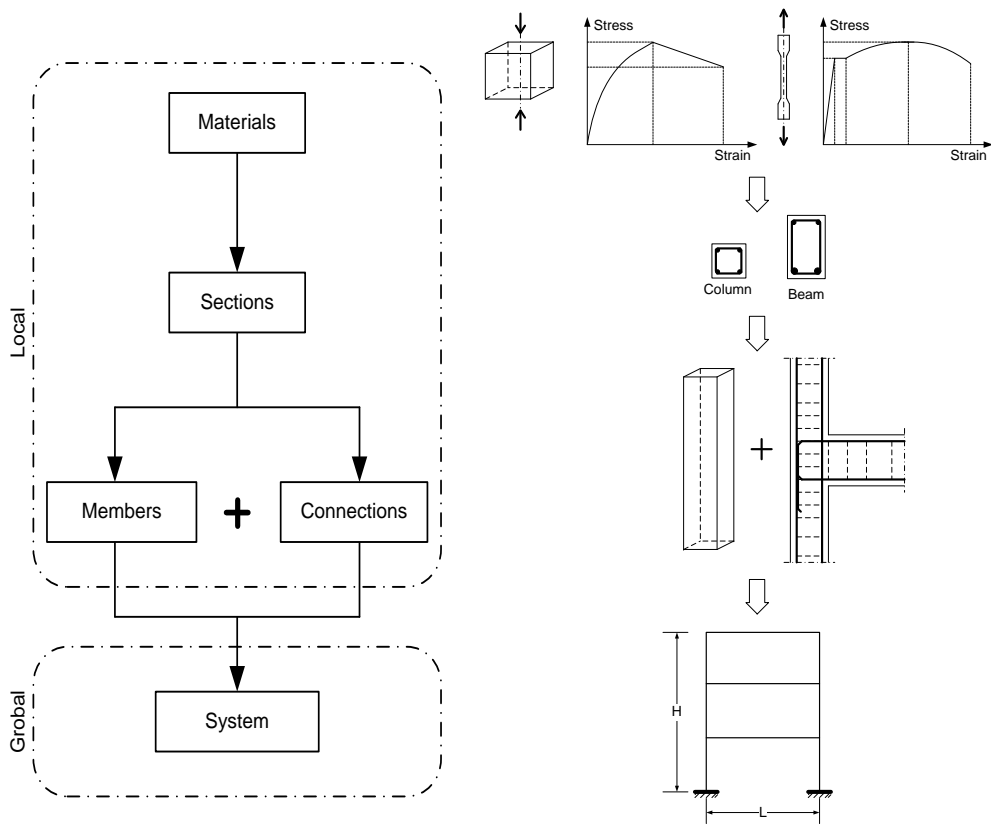 Materials
Sections
Members
+
Connections
Local
System
Grobal
Stress
Strain
Stress
Strain
Column
Beam
+
H
L